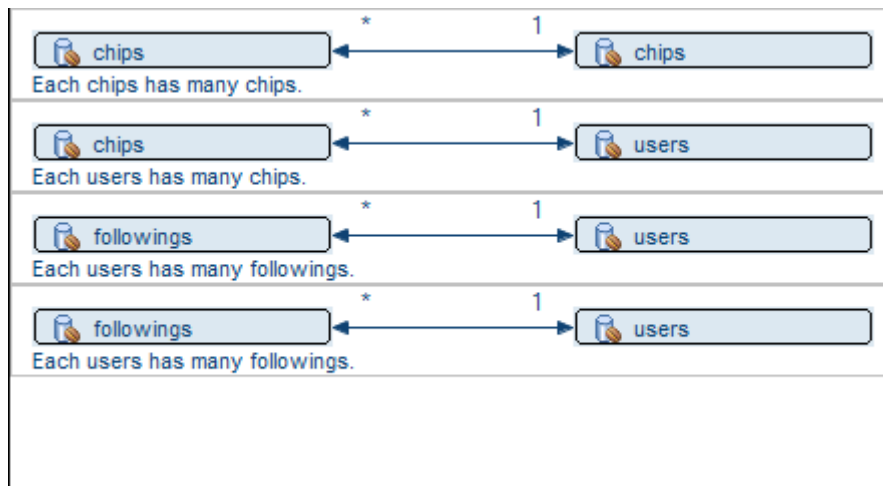 * 1
chips chips
Each chips has many chips.
* 1
chips users
Each users has many chips.
* 1
followings users
Each users has many followings.
* 1
followings users
Each users has many followings.